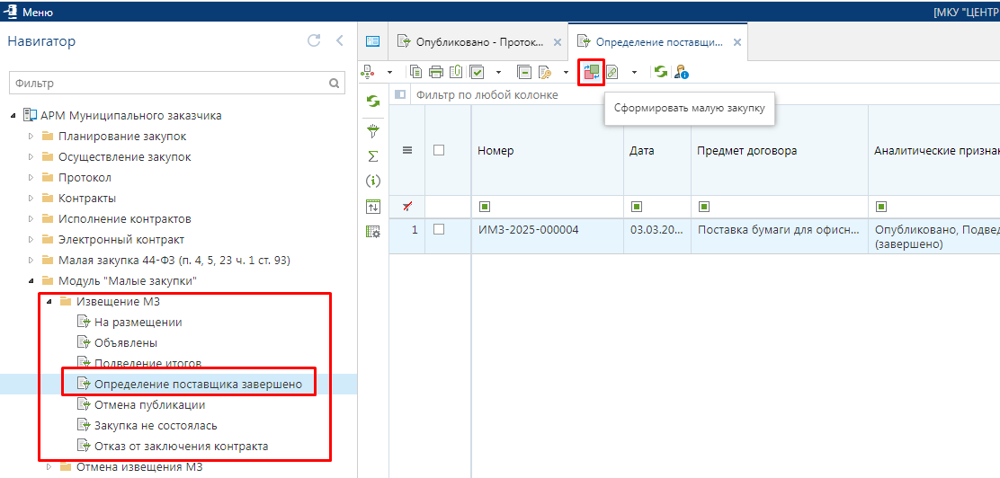 Меню
[МКУ "ЦЕНТР
Навигатор
Опубликовано - Проток...
Определение поставщи...
Фильтр
Фильтр по любой колонке
Сформировать малую закупку
АРМ Муниципального заказчика
Планирование закупок
Осуществление закупок
Протокол
Контракты
Исполнение контрактов
Электронный контракт
Малая закупка 44-ФЗ (п. 4, 5, 23 ч. 1 ст. 93)
Модуль "Малые закупки"
Извещение МЗ
На размещении
Объявлены
Подведение итогов
Определение поставщика завершено
Отмена публикации
Закупка не состоялась
Отказ от заключения контракта
Отмена извещения МЗ
Номер
Дата
Предмет договора
Аналитические признак
1
ИМЗ-2025-000004
03.03.20...
Поставка бумаги для офисн...
Опубликовано, Подвед
(завершено)